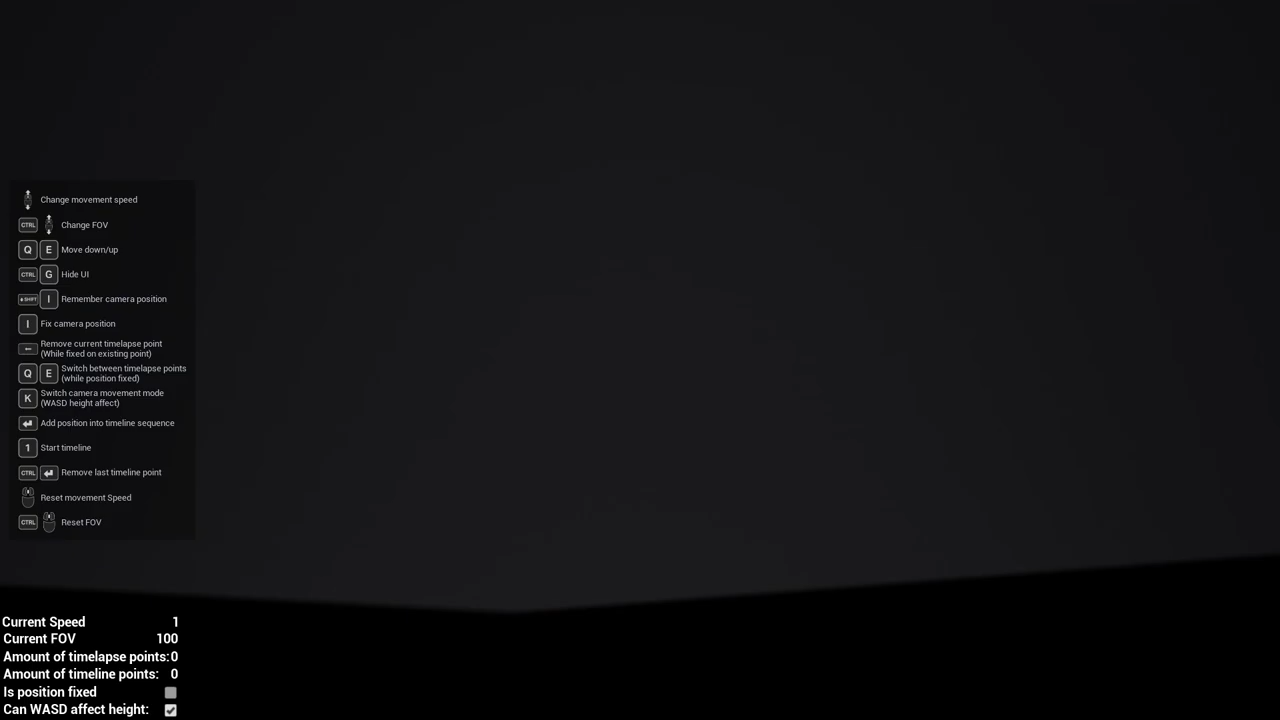 Change movement speed
CTRL Change FOV
Q E Move down/up
CTRL G Hide UI
SHIFT I Remember camera position
I Fix camera position
Remove current timelapse point
(While fixed on existing point)
Q E Switch between timelapse points
(while position fixed)
K Switch camera movement mode
(WASD height affect)
Add position into timeline sequence
1 Start timeline
CTRL Remove last timeline point
Reset movement Speed
CTRL Reset FOV
Current Speed 1
Current FOV 100
Amount of timelapse points: 0
Amount of timeline points: 0
Is position fixed
Can WASD affect height: